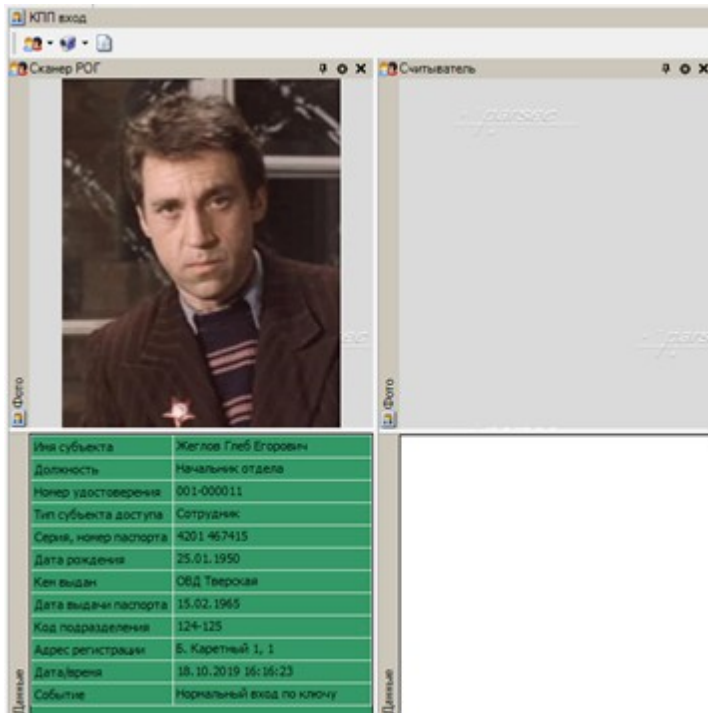 КПП вход
Сканер РОГ
Считыватель
parsec
Фото
Фото
Имя субъекта Жеглов Глеб Егорович
Должность Начальник отдела
Номер удостоверения 001-000011
Тип субъекта доступа Сотрудник
Серия, номер паспорта 4201 467415
Дата рождения 25.01.1950
Кем выдан ОВД Тверская
Дата выдачи паспорта 15.02.1965
Код подразделения 124-125
Адрес регистрации Б. Каретный 1, 1
Дата/время 18.10.2019 16:16:23
Событие Нормальный вход по ключу
Данные
Данные